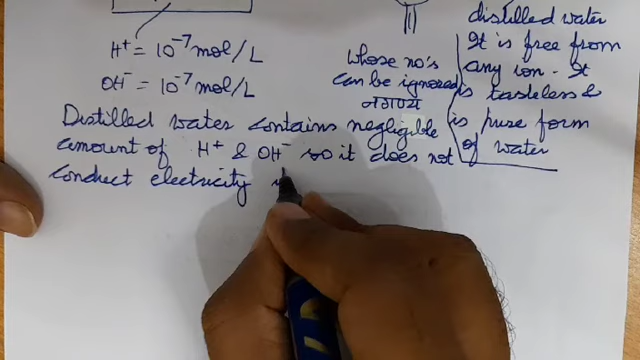 H⁺ = 10⁻⁷ mol/L
OH⁻ = 10⁻⁷ mol/L
whose no's
can be ignored
नगण्य
distilled water
It is free from
any ion. It
is tasteless &
is pure form
of water
Distilled water contains negligible
amount of H⁺ & OH⁻ so it does not
conduct electricity